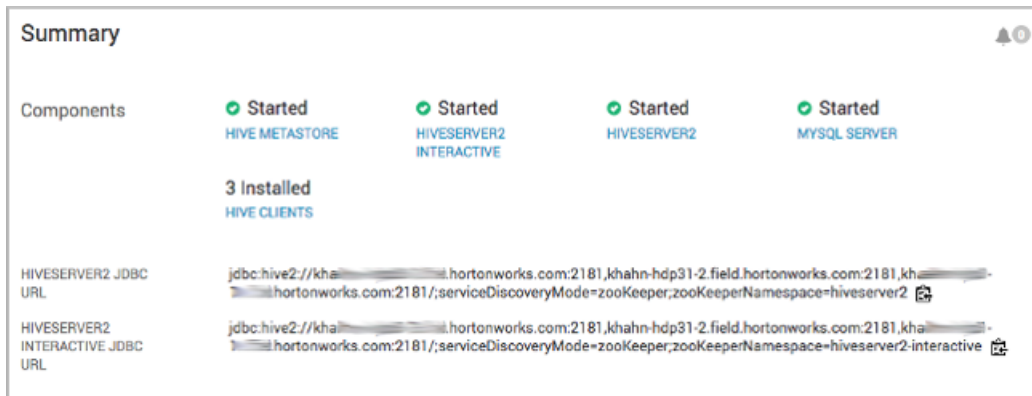 Summary
0
Components
Started
HIVE METASTORE
Started
HIVESERVER2
INTERACTIVE
Started
HIVESERVER2
Started
MYSQL SERVER
3 Installed
HIVE CLIENTS
HIVESERVER2 JDBC
URL
jdbc:hive2://kha .hortonworks.com:2181,khahn-hdp31-2.field.hortonworks.com:2181,kh -
.hortonworks.com:2181/;serviceDiscoveryMode=zooKeeper;zooKeeperNamespace=hiveserver2
HIVESERVER2
INTERACTIVE JDBC
URL
jdbc:hive2://kha .hortonworks.com:2181,khahn-hdp31-2.field.hortonworks.com:2181,kha -
.hortonworks.com:2181/;serviceDiscoveryMode=zooKeeper;zooKeeperNamespace=hiveserver2-interactive